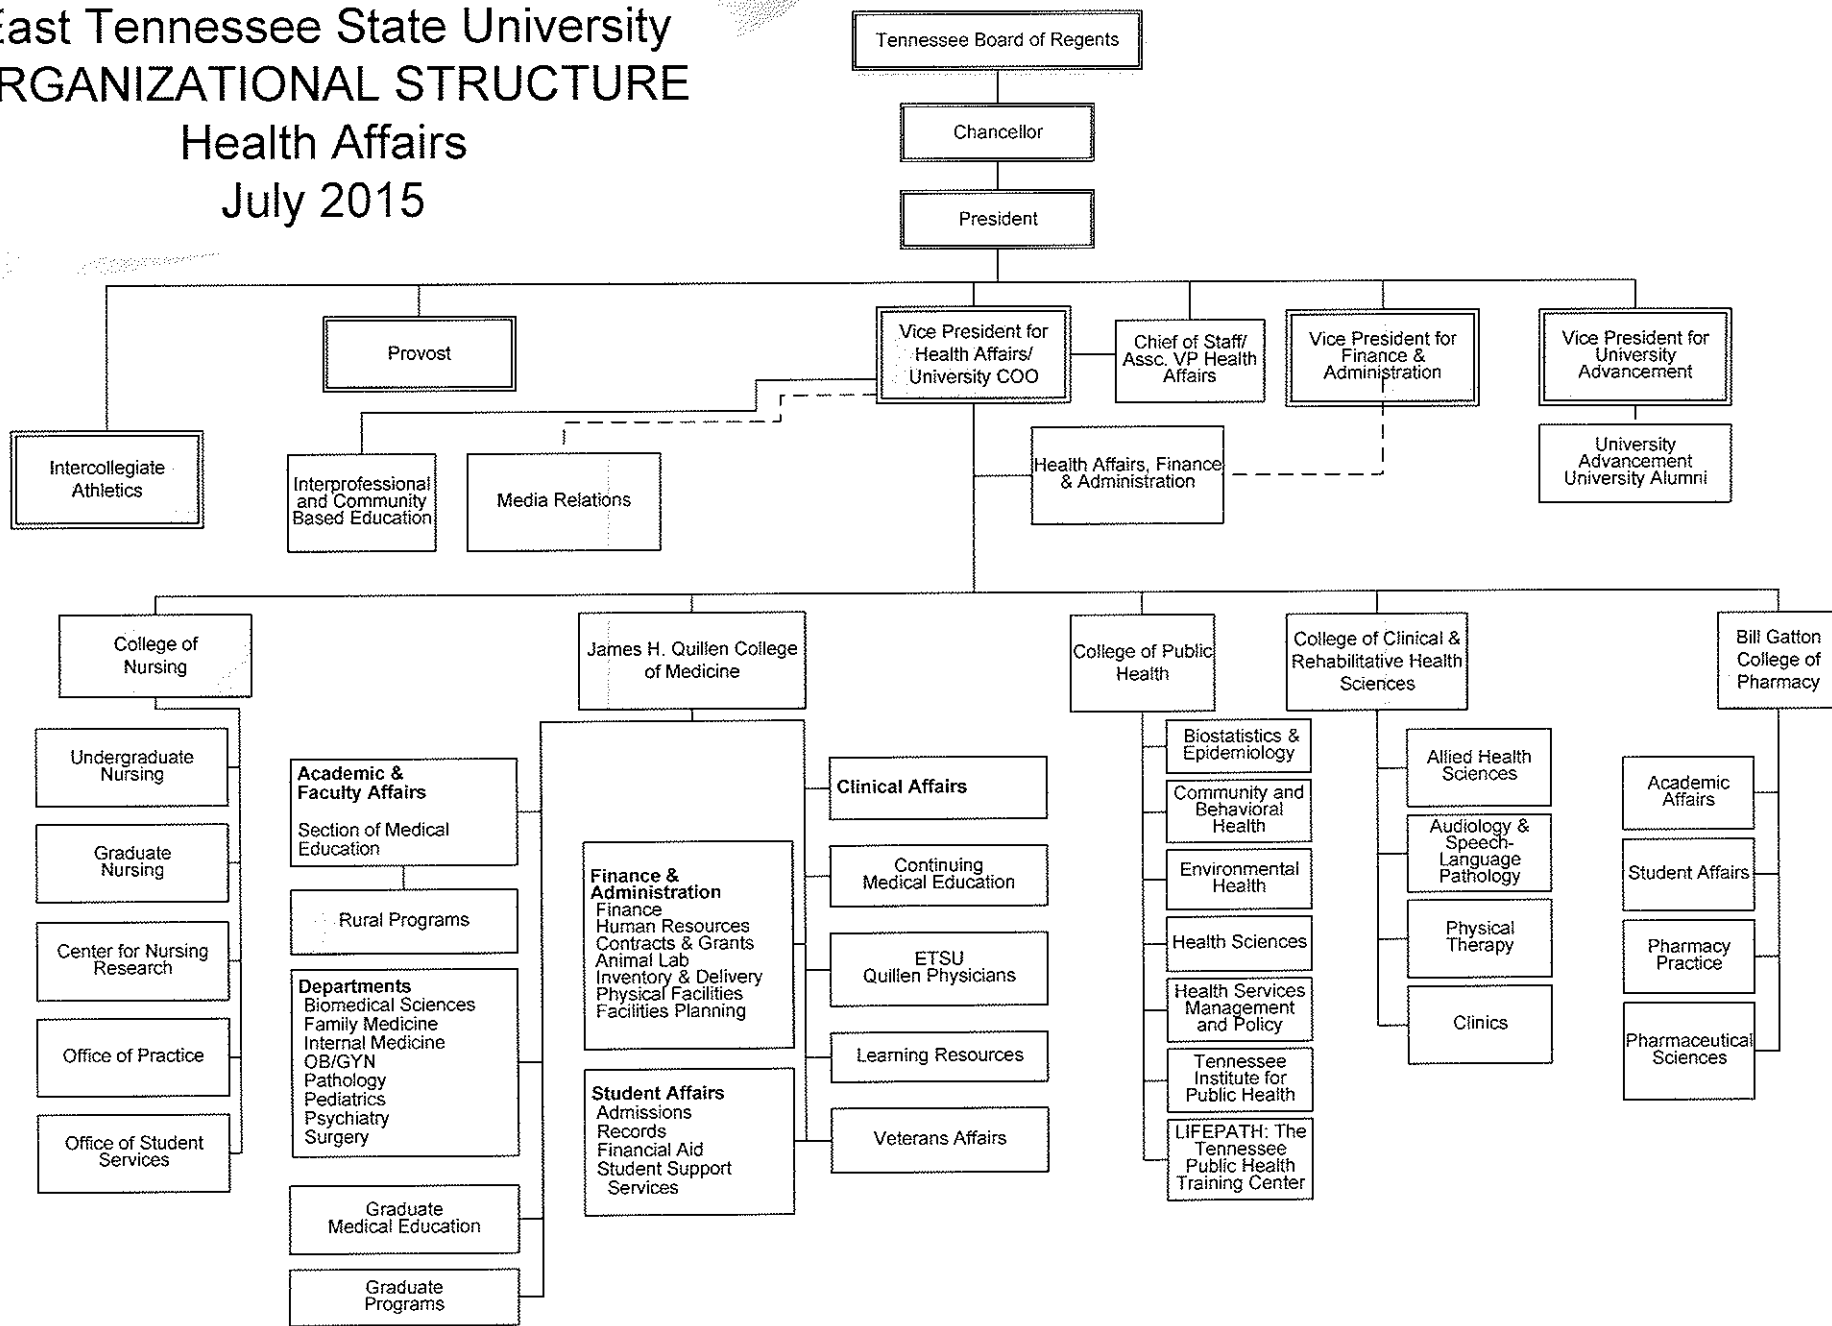 East Tennessee State University
ORGANIZATIONAL STRUCTURE
Health Affairs
July 2015
Tennessee Board of Regents
Chancellor
President
Provost
Vice President for
Health Affairs/
University COO
Chief of Staff/
Assc. VP Health
Affairs
Vice President for
Finance &
Administration
Vice President for
University
Advancement
Intercollegiate
Athletics
Interprofessional
and Community
Based Education
Media Relations
Health Affairs, Finance
& Administration
University
Advancement
University Alumni
College of
Nursing
James H. Quillen College
of Medicine
College of Public
Health
College of Clinical &
Rehabilitative Health
Sciences
Bill Gatton
College of
Pharmacy
Undergraduate
Nursing
Graduate
Nursing
Center for Nursing
Research
Office of Practice
Office of Student
Services
Academic &
Faculty Affairs
Section of Medical
Education
Rural Programs
Departments
Biomedical Sciences
Family Medicine
Internal Medicine
OB/GYN
Pathology
Pediatrics
Psychiatry
Surgery
Graduate
Medical Education
Graduate
Programs
Finance &
Administration
Finance
Human Resources
Contracts & Grants
Animal Lab
Inventory & Delivery
Physical Facilities
Facilities Planning
Student Affairs
Admissions
Records
Financial Aid
Student Support
Services
Clinical Affairs
Continuing
Medical Education
ETSU
Quillen Physicians
Learning Resources
Veterans Affairs
Biostatistics &
Epidemiology
Community and
Behavioral
Health
Environmental
Health
Health Sciences
Health Services
Management
and Policy
Tennessee
Institute for
Public Health
LIFEPATH: The
Tennessee
Public Health
Training Center
Allied Health
Sciences
Audiology &
Speech-
Language
Pathology
Physical
Therapy
Clinics
Academic
Affairs
Student Affairs
Pharmacy
Practice
Pharmaceutical
Sciences